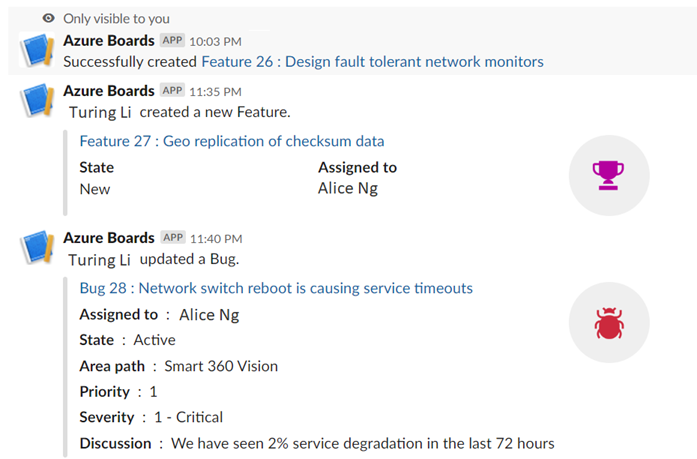 Only visible to you
Azure Boards APP 10:03 PM
Successfully created Feature 26 : Design fault tolerant network monitors
Azure Boards APP 11:35 PM
Turing Li created a new Feature.
Feature 27 : Geo replication of checksum data
State Assigned to
New Alice Ng
Azure Boards APP 11:40 PM
Turing Li updated a Bug.
Bug 28 : Network switch reboot is causing service timeouts
Assigned to : Alice Ng
State : Active
Area path : Smart 360 Vision
Priority : 1
Severity : 1 - Critical
Discussion : We have seen 2% service degradation in the last 72 hours